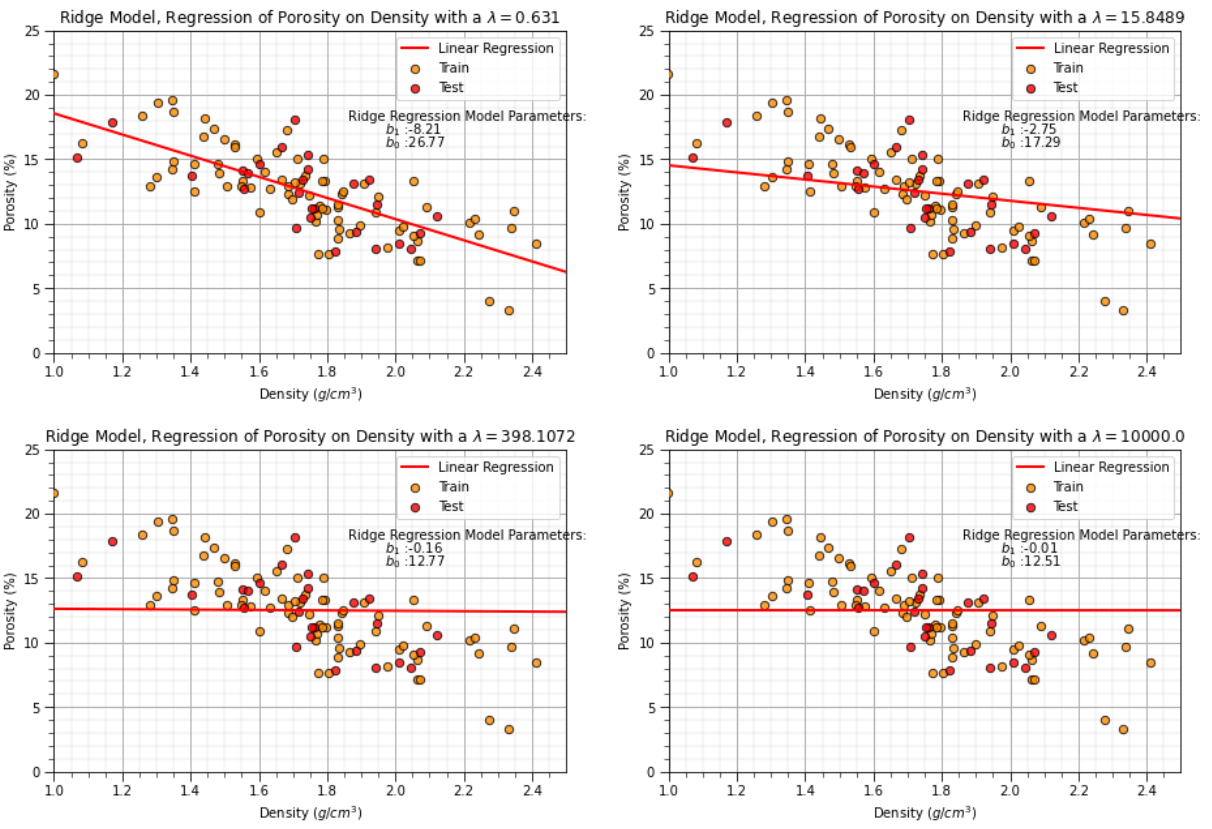 Ridge Model, Regression of Porosity on Density with a λ = 0.631
Linear Regression
Train
Test
Ridge Regression Model Parameters:
b₁ :-8.21
b₀ :26.77
Porosity (%)
25
20
15
10
5
0
1.0 1.2 1.4 1.6 1.8 2.0 2.2 2.4
Density (g/cm³)
Ridge Model, Regression of Porosity on Density with a λ = 15.8489
Linear Regression
Train
Test
Ridge Regression Model Parameters:
b₁ :-2.75
b₀ :17.29
Porosity (%)
25
20
15
10
5
0
1.0 1.2 1.4 1.6 1.8 2.0 2.2 2.4
Density (g/cm³)
Ridge Model, Regression of Porosity on Density with a λ = 398.1072
Linear Regression
Train
Test
Ridge Regression Model Parameters:
b₁ :-0.16
b₀ :12.77
Porosity (%)
25
20
15
10
5
0
1.0 1.2 1.4 1.6 1.8 2.0 2.2 2.4
Density (g/cm³)
Ridge Model, Regression of Porosity on Density with a λ = 10000.0
Linear Regression
Train
Test
Ridge Regression Model Parameters:
b₁ :-0.01
b₀ :12.51
Porosity (%)
25
20
15
10
5
0
1.0 1.2 1.4 1.6 1.8 2.0 2.2 2.4
Density (g/cm³)